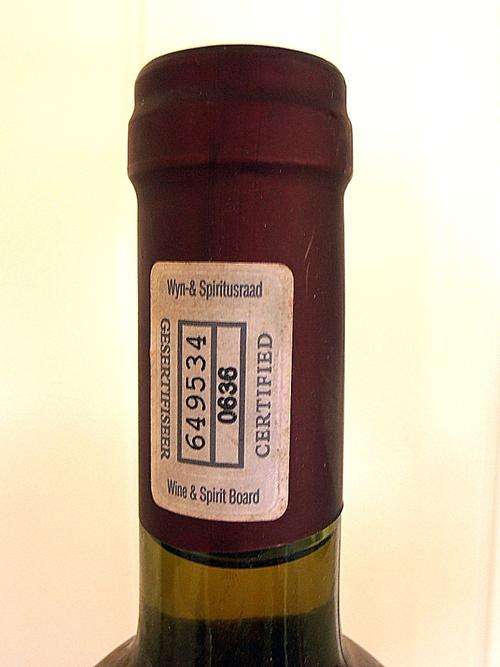 Wyn-& Spiritusraad
GESERTIFISEER
649534
0636
CERTIFIED
Wine & Spirit Board